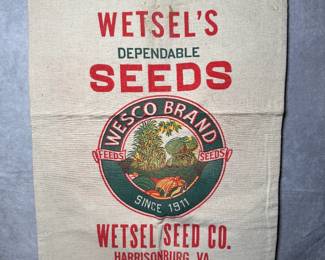 WETSEL'S
DEPENDABLE
SEEDS
WESCO BRAND
FEEDS SEEDS
SINCE 1911
WETSEL SEED CO.
HARRISONBURG, VA.